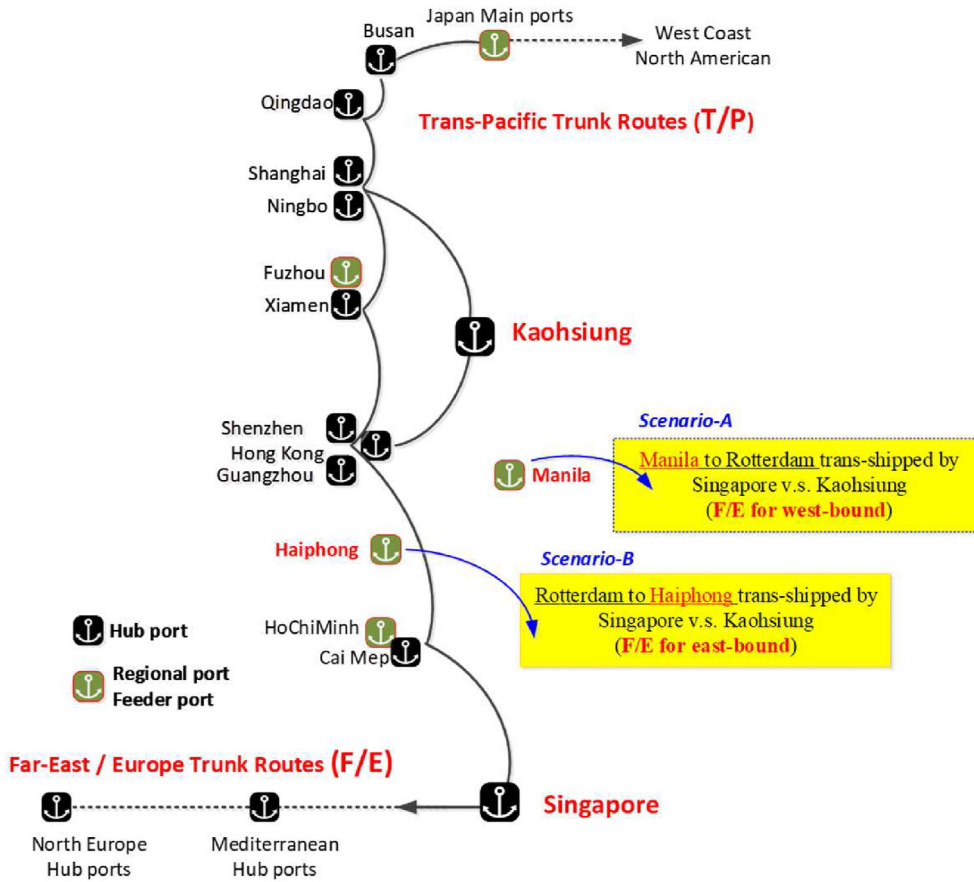 Japan Main ports
Busan
West Coast
North American
Qingdao
Trans-Pacific Trunk Routes (T/P)
Shanghai
Ningbo
Fuzhou
Xiamen
Kaohsiung
Shenzhen
Hong Kong
Guangzhou
Scenario-A
Manila
Manila to Rotterdam trans-shipped by
Singapore v.s. Kaohsiung
(F/E for west-bound)
Haiphong
Scenario-B
Rotterdam to Haiphong trans-shipped by
Singapore v.s. Kaohsiung
(F/E for east-bound)
HoChiMinh
Cai Mep
Hub port
Regional port
Feeder port
Far-East / Europe Trunk Routes (F/E)
Singapore
North Europe
Hub ports
Mediterranean
Hub ports